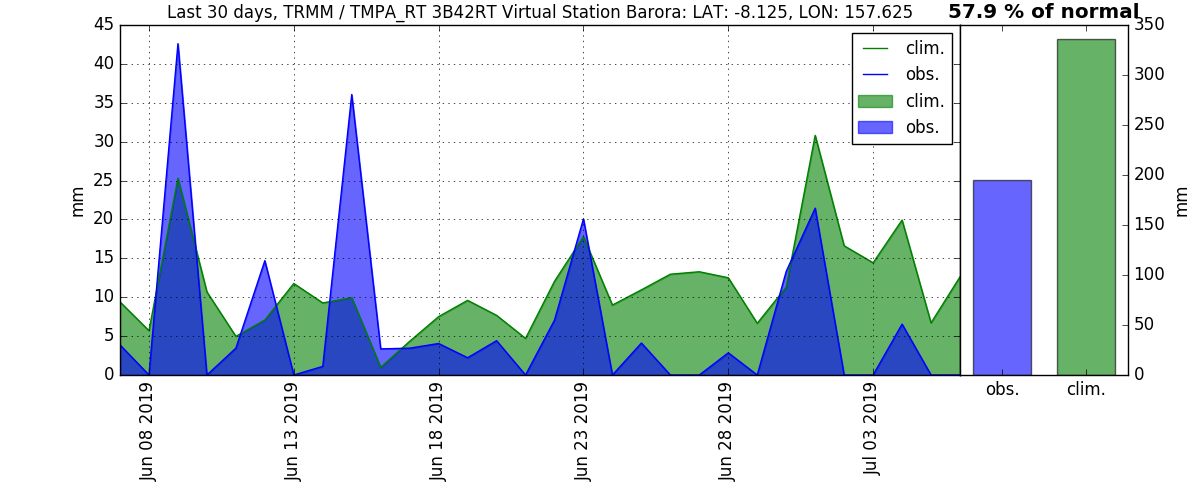 Last 30 days, TRMM / TMPA_RT 3B42RT Virtual Station Barora: LAT: -8.125, LON: 157.625
57.9 % of normal
45
40
35
30
25
20
15
10
5
0
mm
clim.
obs.
clim.
obs.
Jun 08 2019
Jun 13 2019
Jun 18 2019
Jun 23 2019
Jun 28 2019
Jul 03 2019
350
300
250
200
150
100
50
0
mm
obs.
clim.